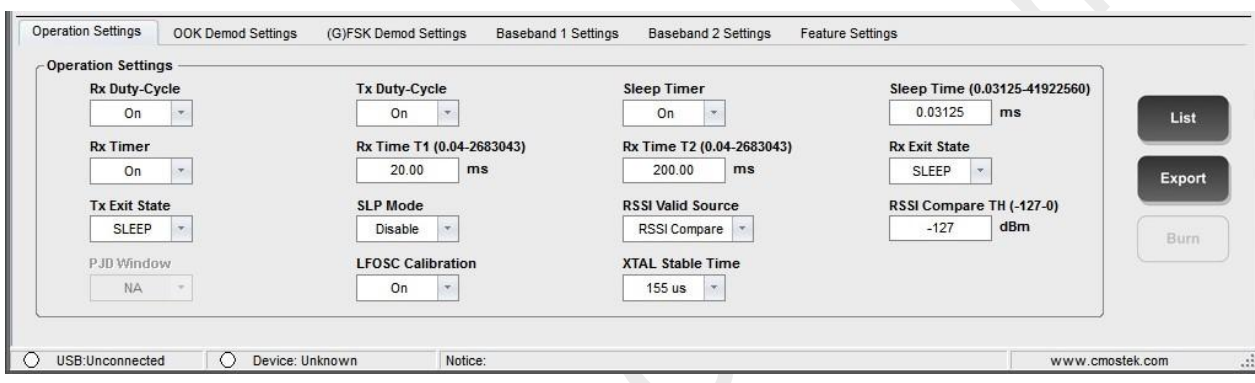 Operation Settings OOK Demod Settings (G)FSK Demod Settings Baseband 1 Settings Baseband 2 Settings Feature Settings
Operation Settings
Rx Duty-Cycle Tx Duty-Cycle Sleep Timer Sleep Time (0.03125-41922560)
On On On 0.03125 ms
List
Rx Timer Rx Time T1 (0.04-2683043) Rx Time T2 (0.04-2683043) Rx Exit State
On 20.00 ms 200.00 ms SLEEP
Export
Tx Exit State SLP Mode RSSI Valid Source RSSI Compare TH (-127-0)
SLEEP Disable RSSI Compare -127 dBm
Burn
PJD Window LFOSC Calibration XTAL Stable Time
NA On 155 us
USB:Unconnected Device: Unknown Notice: www.cmostek.com